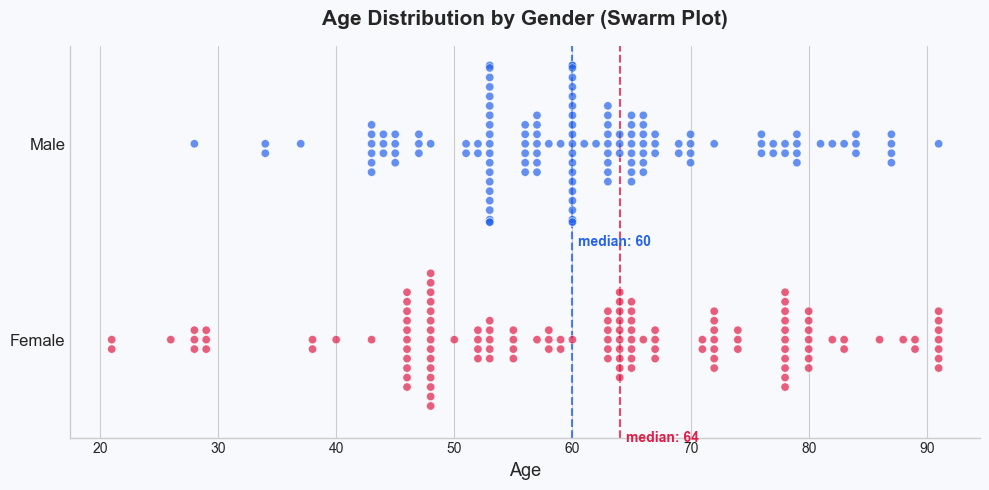 Age Distribution by Gender (Swarm Plot)
Male
median: 60
Female
median: 64
20 30 40 50 60 70 80 90
Age